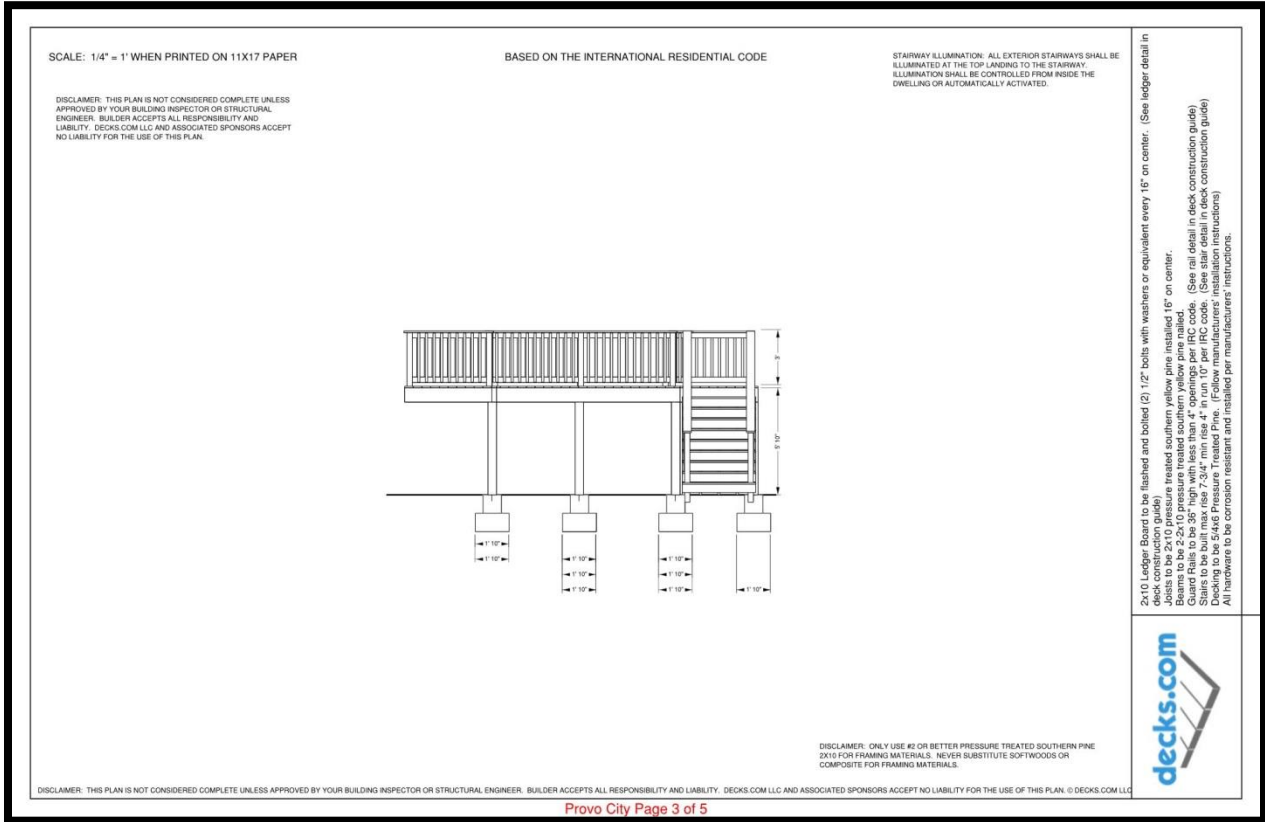 SCALE: 1/4" = 1' WHEN PRINTED ON 11X17 PAPER
BASED ON THE INTERNATIONAL RESIDENTIAL CODE
STAIRWAY ILLUMINATION: ALL EXTERIOR STAIRWAYS SHALL BE
ILLUMINATED AT THE TOP LANDING TO THE STAIRWAY.
ILLUMINATION SHALL BE CONTROLLED FROM INSIDE THE
DWELLING OR AUTOMATICALLY ACTIVATED.
DISCLAIMER: THIS PLAN IS NOT CONSIDERED COMPLETE UNLESS
APPROVED BY YOUR BUILDING INSPECTOR OR STRUCTURAL
ENGINEER. BUILDER ACCEPTS ALL RESPONSIBILITY AND
LIABILITY. DECKS.COM LLC AND ASSOCIATED SPONSORS ACCEPT
NO LIABILITY FOR THE USE OF THIS PLAN.
3'
5' 10"
1' 10"
1' 10"
1' 10"
1' 10"
1' 10"
1' 10"
1' 10"
1' 10"
1' 10"
2x10 Ledger Board to be flashed and bolted (2) 1/2" bolts with washers or equivalent every 16" on center. (See ledger detail in
deck construction guide)
Joists to be 2x10 pressure treated southern yellow pine installed 16" on center.
Beams to be 2-2x10 pressure treated southern yellow pine nailed.
Guard Rails to be 36" high with less than 4" openings per IRC code. (See rail detail in deck construction guide)
Stairs to be built max rise 7-3/4" min rise 4" in run 10" per IRC code. (See stair detail in deck construction guide)
Decking to be 5/4x6 Pressure Treated Pine. (Follow manufacturers' installation instructions)
All hardware to be corrosion resistant and installed per manufacturers' instructions.
decks.com
DISCLAIMER: ONLY USE #2 OR BETTER PRESSURE TREATED SOUTHERN PINE
2X10 FOR FRAMING MATERIALS. NEVER SUBSTITUTE SOFTWOODS OR
COMPOSITE FOR FRAMING MATERIALS.
DISCLAIMER: THIS PLAN IS NOT CONSIDERED COMPLETE UNLESS APPROVED BY YOUR BUILDING INSPECTOR OR STRUCTURAL ENGINEER. BUILDER ACCEPTS ALL RESPONSIBILITY AND LIABILITY. DECKS.COM LLC AND ASSOCIATED SPONSORS ACCEPT NO LIABILITY FOR THE USE OF THIS PLAN. © DECKS.COM LLC
Provo City Page 3 of 5